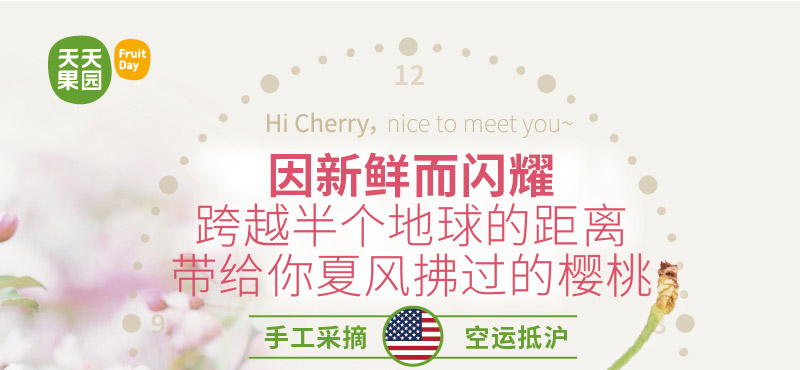 天天
果园
Fruit
Day
12
Hi Cherry，nice to meet you~
因新鲜而闪耀
跨越半个地球的距离
带给你夏风拂过的樱桃
9
3
手工采摘 空运抵沪